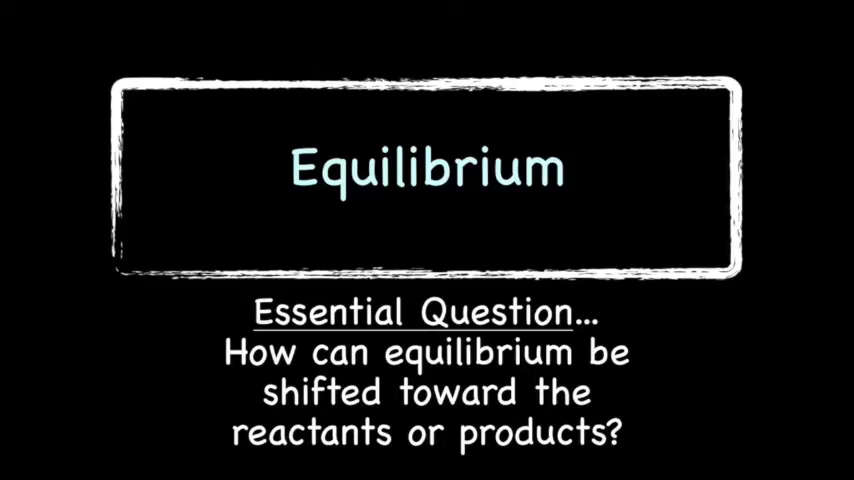 Equilibrium
Essential Question...
How can equilibrium be
shifted toward the
reactants or products?